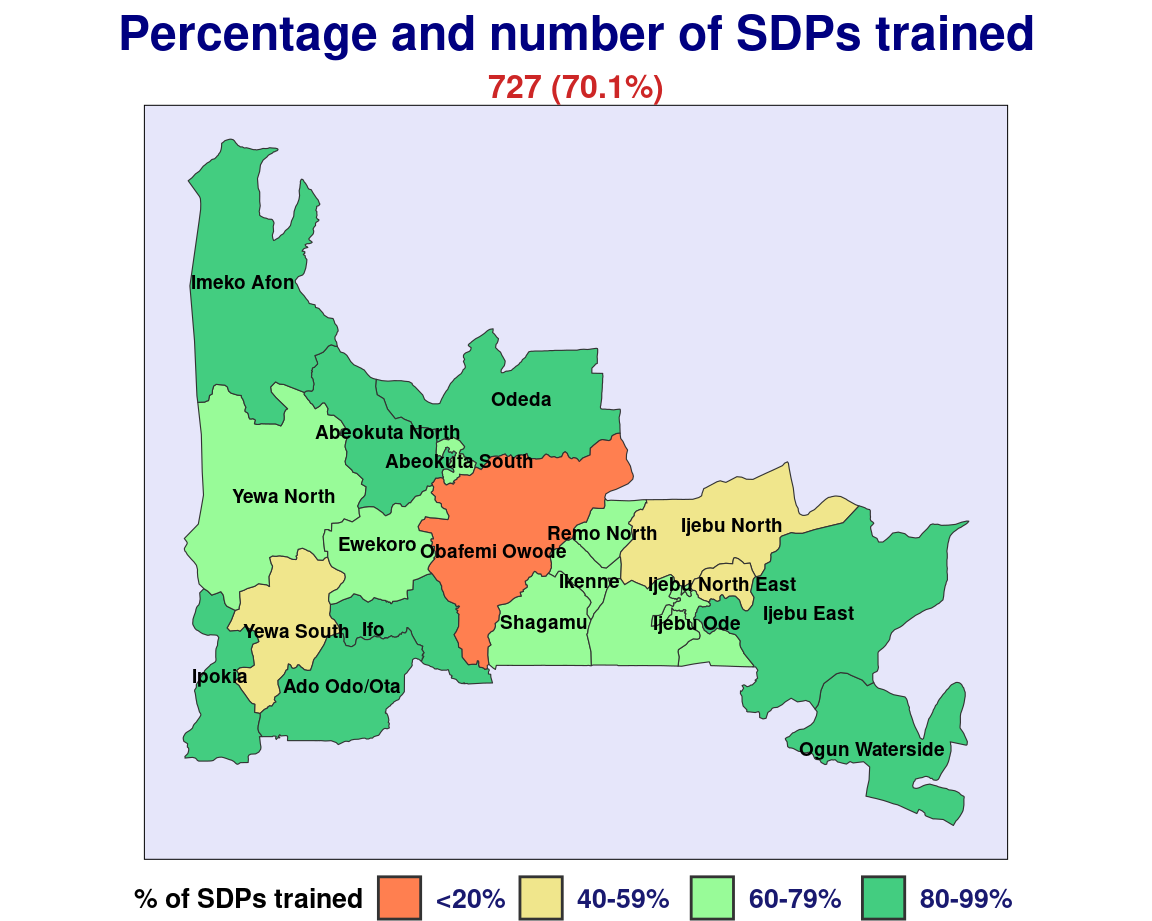 Percentage and number of SDPs trained
727 (70.1%)
Imeko Afon
Odeda
Abeokuta North
Abeokuta South
Yewa North
Ijebu North
Remo North
Ewekoro
Obafemi Owode
Ikenne
Ijebu North East
Ijebu East
Shagamu
Ijebu Ode
Yewa South
Ifo
Ipokia
Ado Odo/Ota
Ogun Waterside
% of SDPs trained <20% 40-59% 60-79% 80-99%